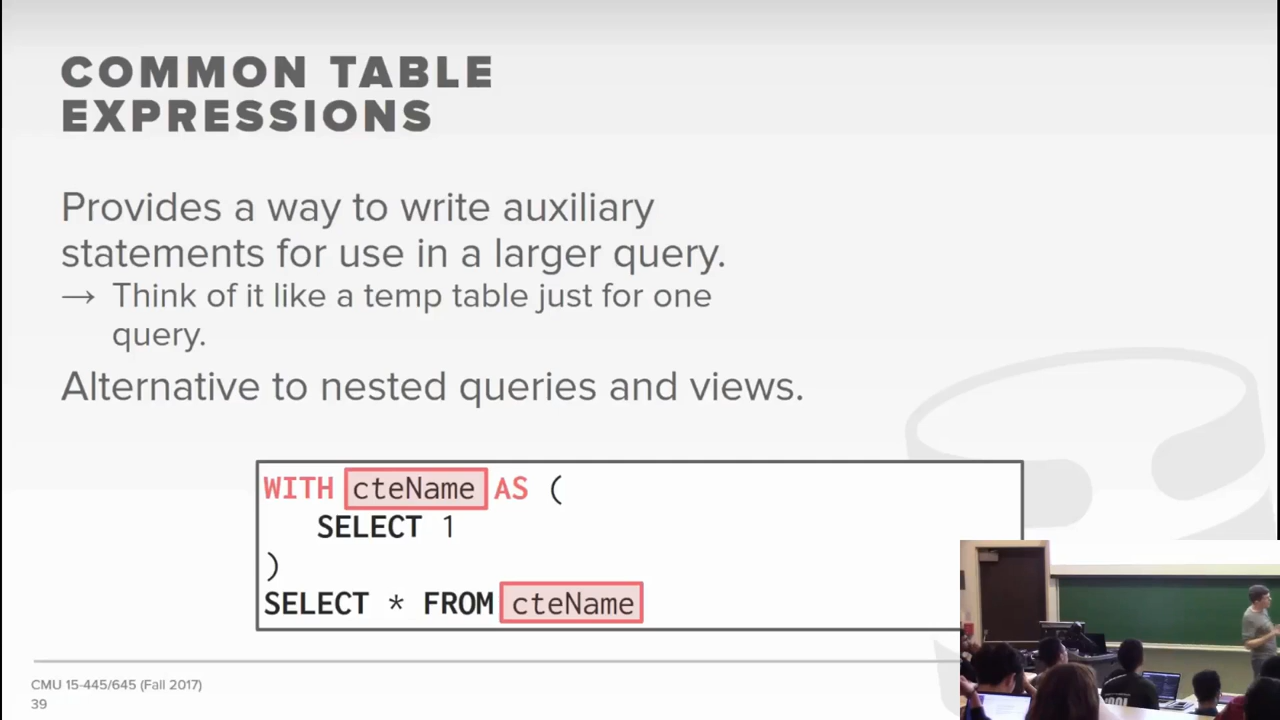 COMMON TABLE
EXPRESSIONS
Provides a way to write auxiliary
statements for use in a larger query.
→ Think of it like a temp table just for one
query.
Alternative to nested queries and views.
WITH cteName AS (
SELECT 1
)
SELECT * FROM cteName
CMU 15-445/645 (Fall 2017)
39